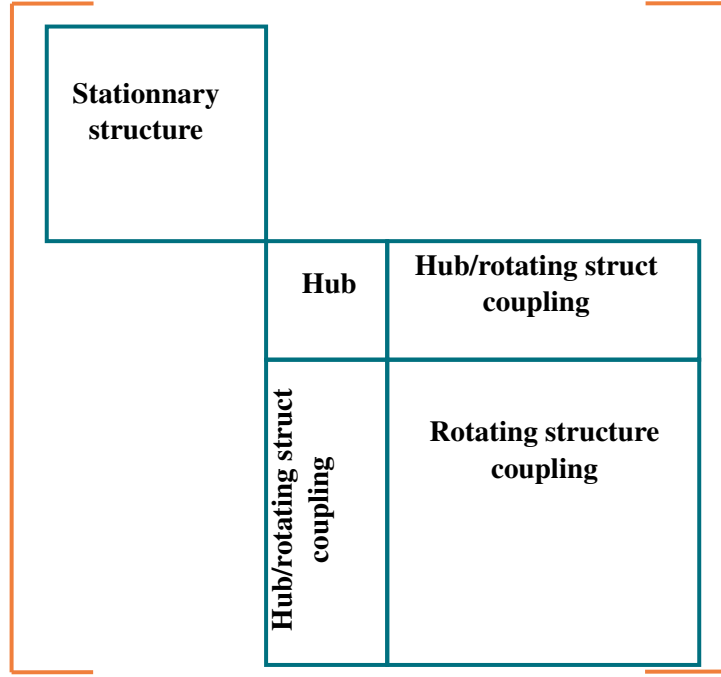 Stationnary
structure
Hub
Hub/rotating struct
coupling
Hub/rotating struct
coupling
Rotating structure
coupling